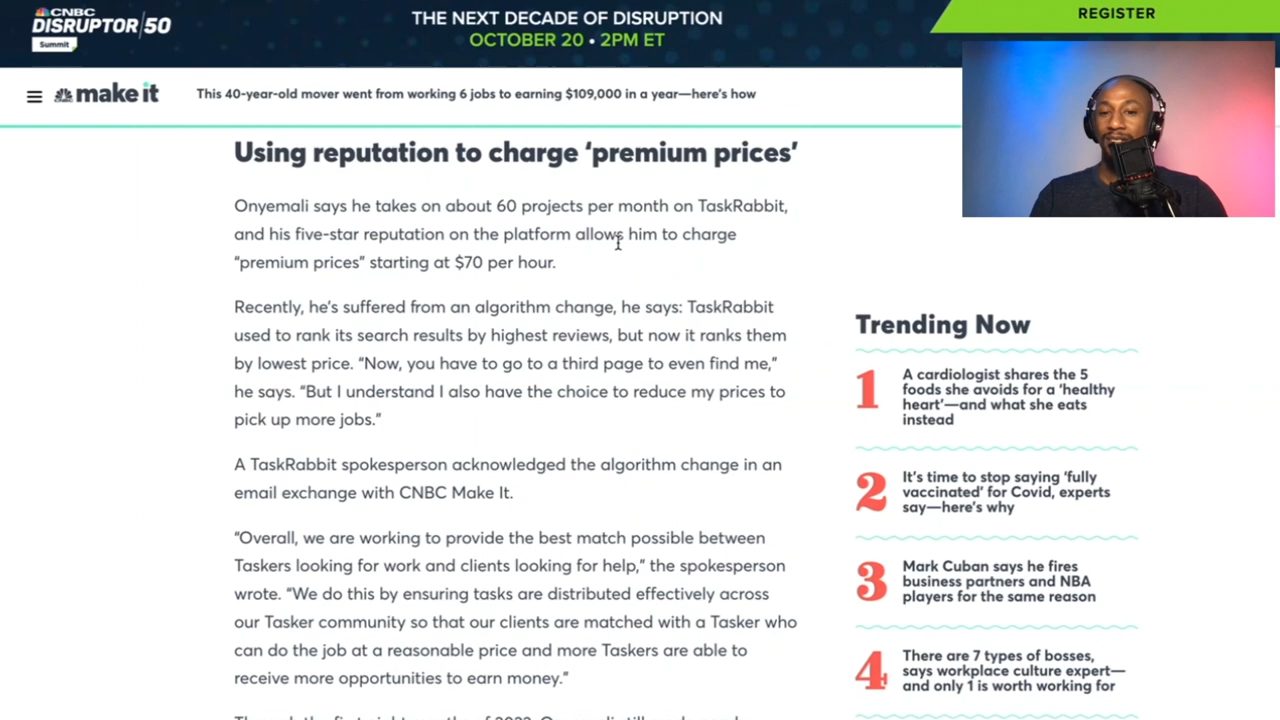 CNBC
DISRUPTOR/50
Summit
THE NEXT DECADE OF DISRUPTION
OCTOBER 20 • 2PM ET
REGISTER
make it
This 40-year-old mover went from working 6 jobs to earning $109,000 in a year—here's how
Using reputation to charge ‘premium prices’
Onyemali says he takes on about 60 projects per month on TaskRabbit,
and his five-star reputation on the platform allows him to charge
“premium prices” starting at $70 per hour.
Recently, he's suffered from an algorithm change, he says: TaskRabbit
used to rank its search results by highest reviews, but now it ranks them
by lowest price. “Now, you have to go to a third page to even find me,”
he says. “But I understand I also have the choice to reduce my prices to
pick up more jobs.”
A TaskRabbit spokesperson acknowledged the algorithm change in an
email exchange with CNBC Make It.
“Overall, we are working to provide the best match possible between
Taskers looking for work and clients looking for help,” the spokesperson
wrote. “We do this by ensuring tasks are distributed effectively across
our Tasker community so that our clients are matched with a Tasker who
can do the job at a reasonable price and more Taskers are able to
receive more opportunities to earn money.”
Trending Now
1
A cardiologist shares the 5
foods she avoids for a ‘healthy
heart’—and what she eats
instead
2
It's time to stop saying ‘fully
vaccinated’ for Covid, experts
say—here's why
3
Mark Cuban says he fires
business partners and NBA
players for the same reason
4
There are 7 types of bosses,
says workplace culture expert—
and only 1 is worth working for